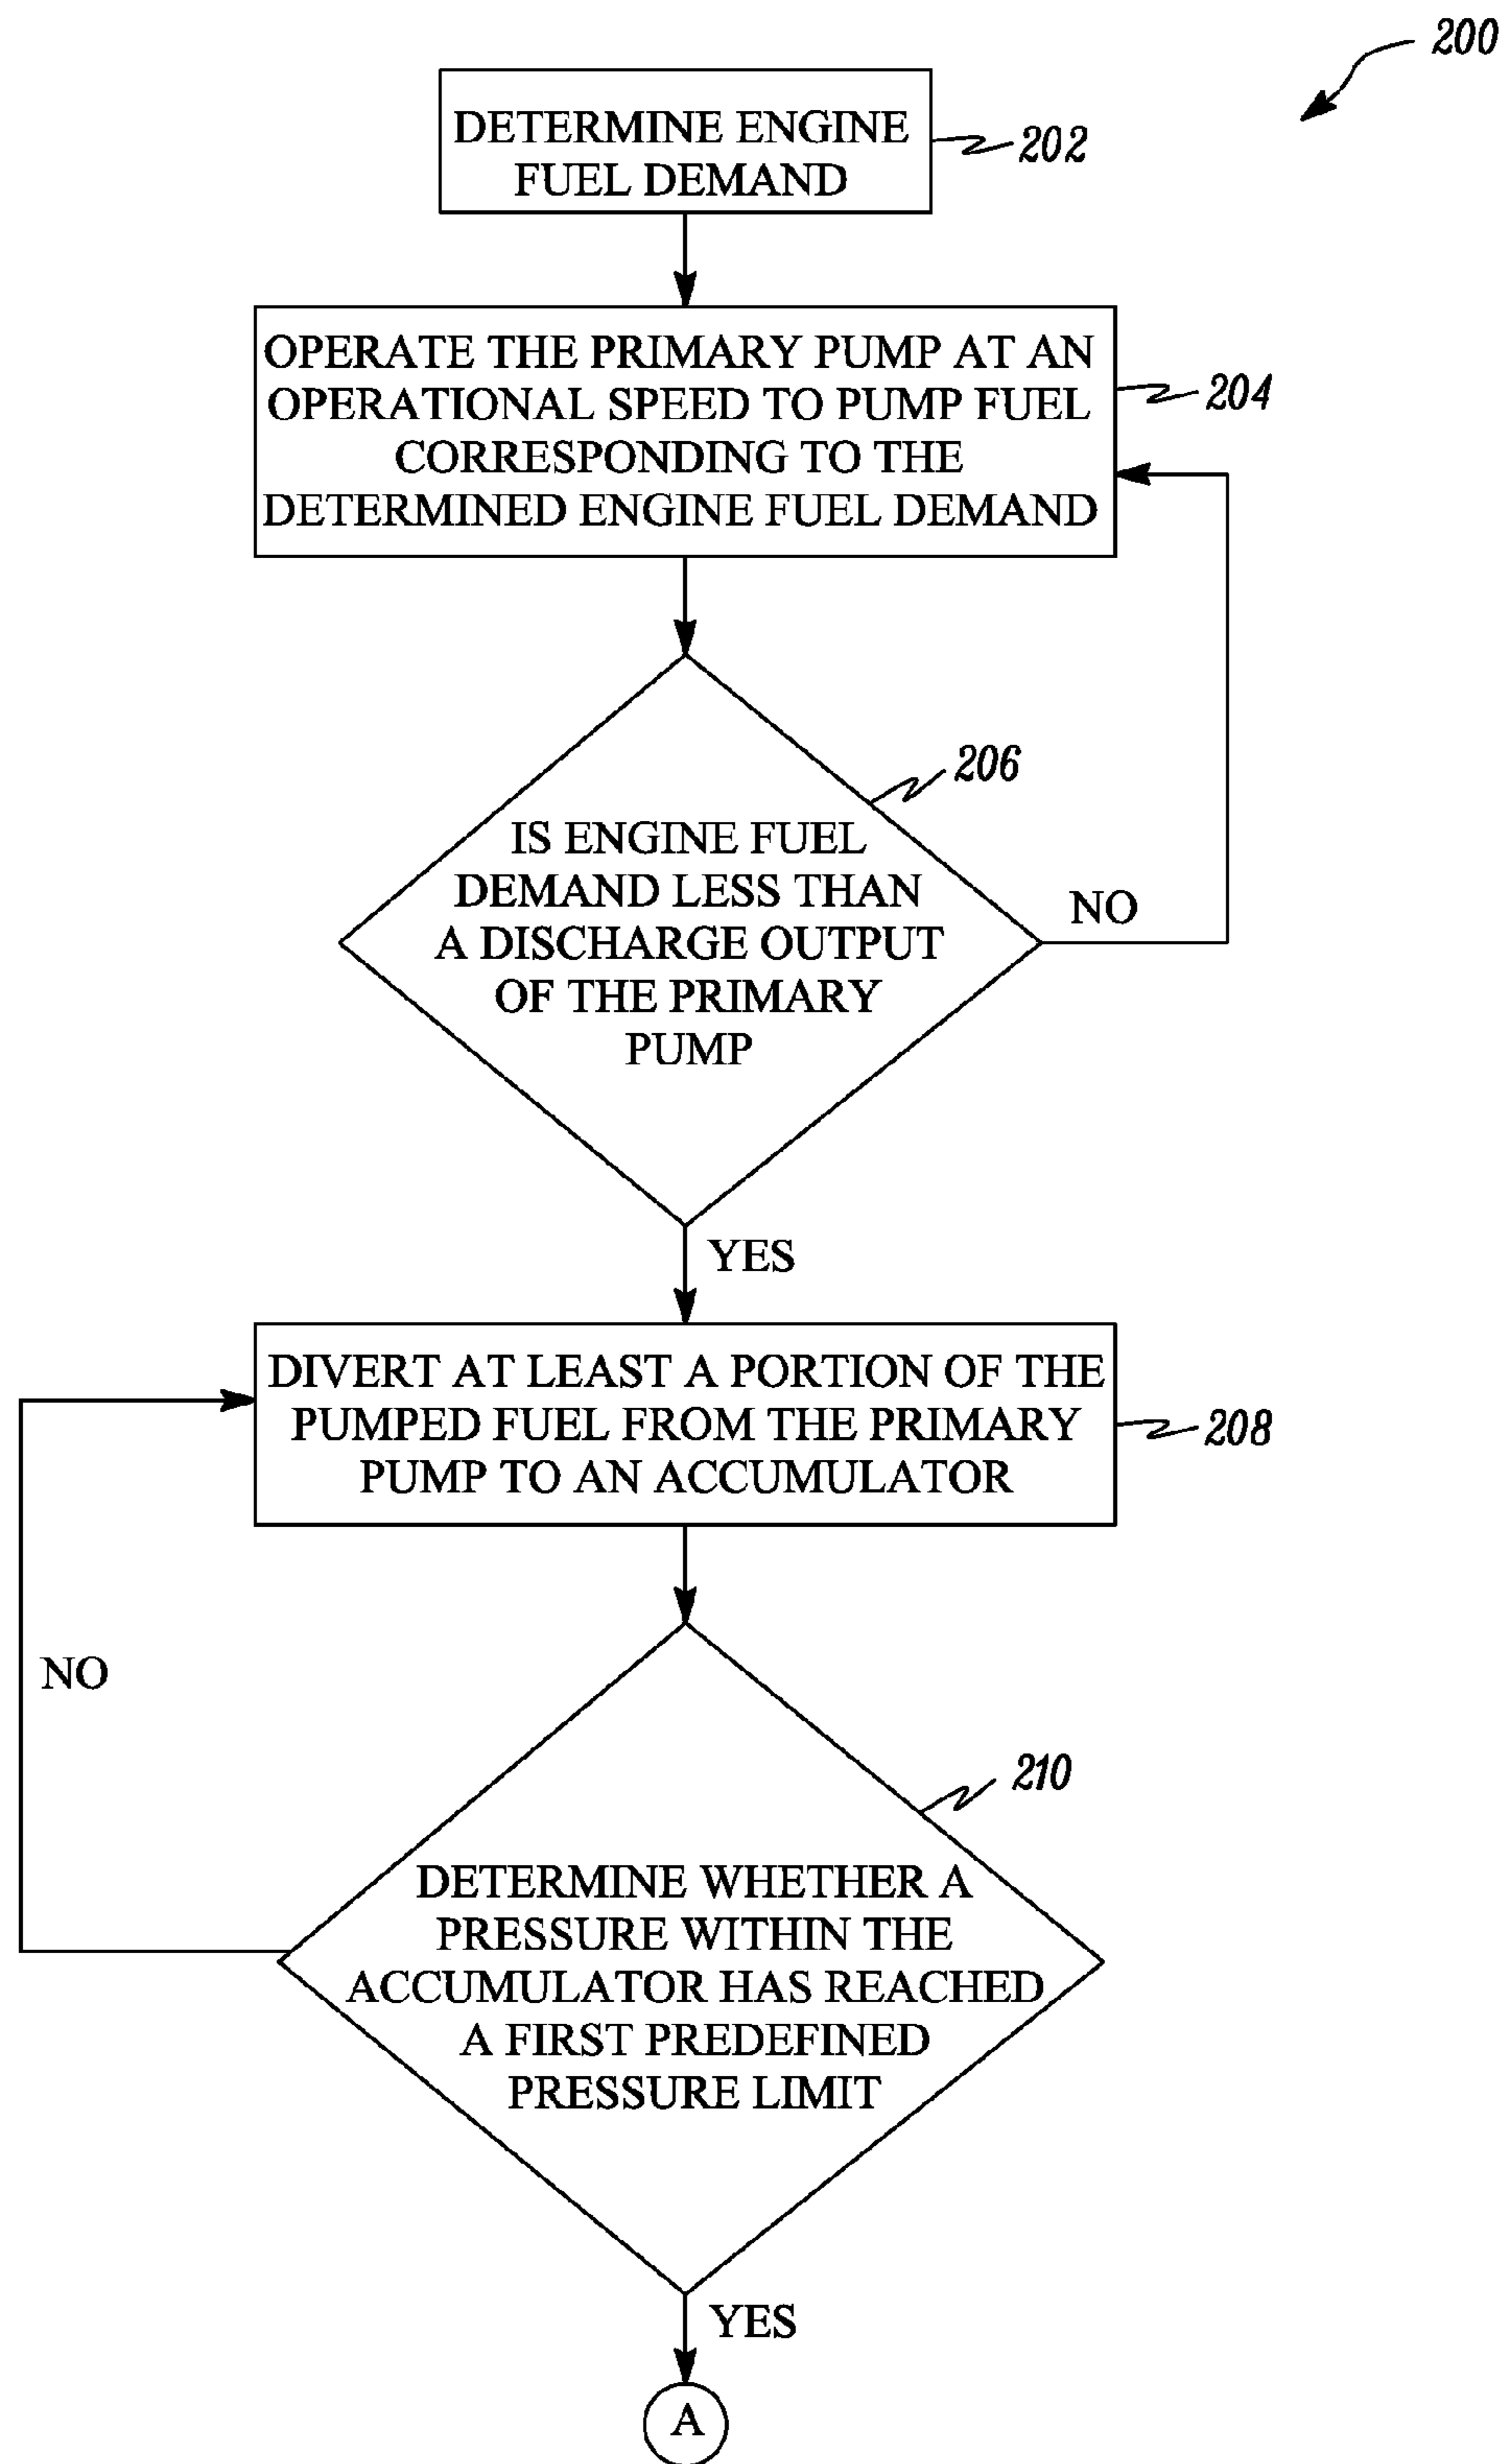 200
DETERMINE ENGINE
FUEL DEMAND
202
OPERATE THE PRIMARY PUMP AT AN
OPERATIONAL SPEED TO PUMP FUEL
CORRESPONDING TO THE
DETERMINED ENGINE FUEL DEMAND
204
206
IS ENGINE FUEL
DEMAND LESS THAN
A DISCHARGE OUTPUT
OF THE PRIMARY
PUMP
NO
YES
DIVERT AT LEAST A PORTION OF THE
PUMPED FUEL FROM THE PRIMARY
PUMP TO AN ACCUMULATOR
208
NO
210
DETERMINE WHETHER A
PRESSURE WITHIN THE
ACCUMULATOR HAS REACHED
A FIRST PREDEFINED
PRESSURE LIMIT
YES
A